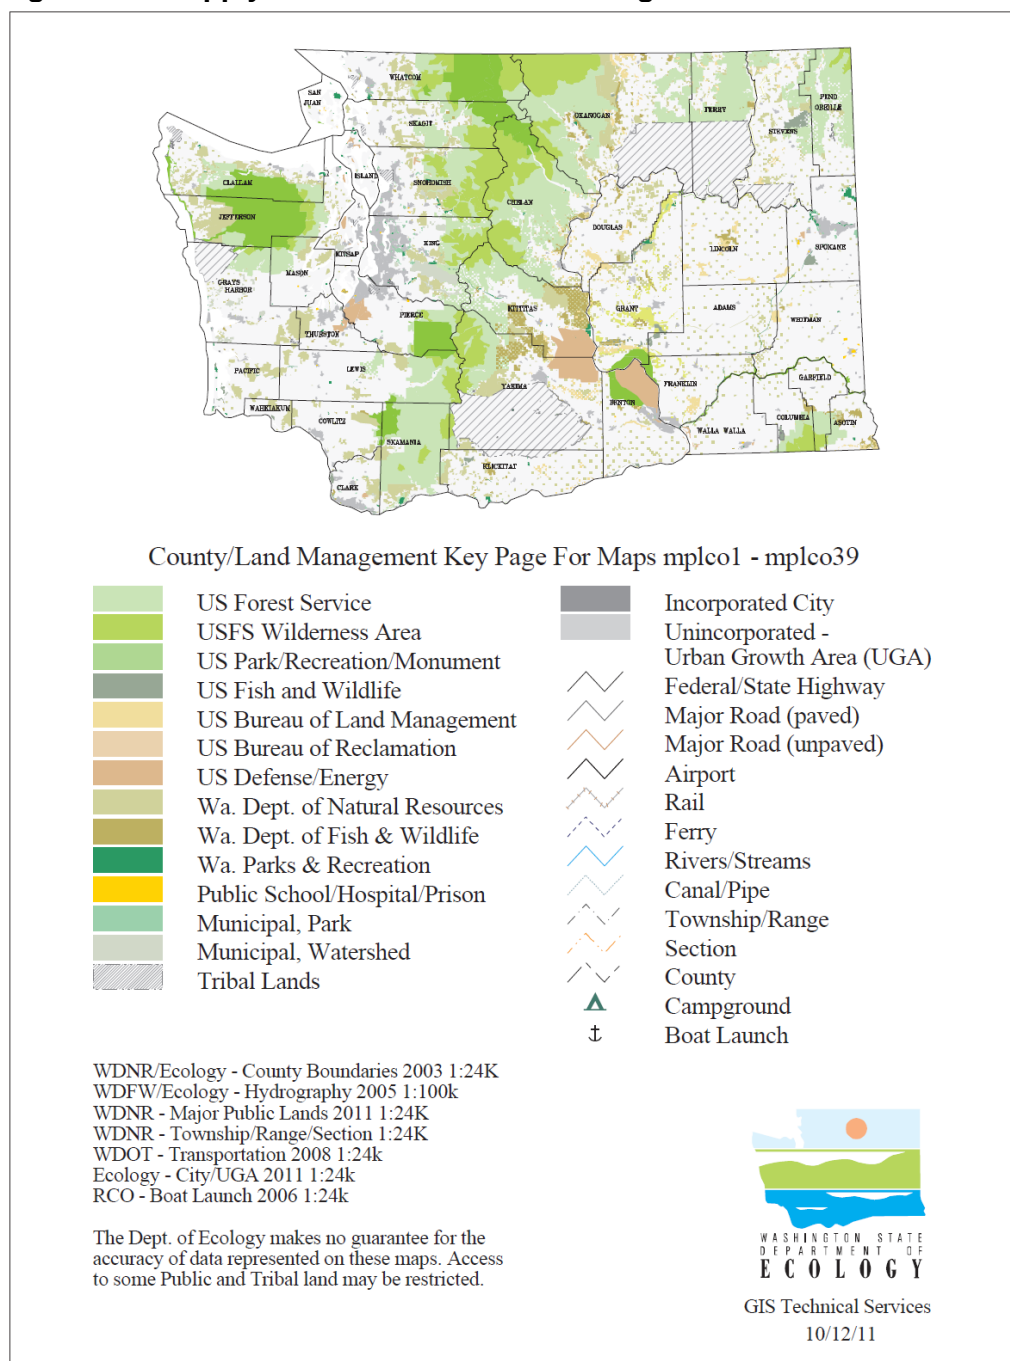 WHATCOM
SAN
JUAN
SKAGIT
OKANOGAN
FERRY
STEVENS
PEND
OREILLE
ISLAND
SNOHOMISH
CHELAN
CLALLAM
JEFFERSON
DOUGLAS
LINCOLN
SPOKANE
KING
KITSAP
MASON
GRAYS
HARBOR
KITTITAS
GRANT
ADAMS
WHITMAN
PIERCE
THURSTON
PACIFIC
LEWIS
YAKIMA
FRANKLIN
GARFIELD
BENTON
WAHKIAKUM
COWLITZ
COLUMBIA
ASOTIN
WALLA WALLA
SKAMANIA
KLICKITAT
CLARK
County/Land Management Key Page For Maps mplco1 - mplco39
US Forest Service
USFS Wilderness Area
US Park/Recreation/Monument
US Fish and Wildlife
US Bureau of Land Management
US Bureau of Reclamation
US Defense/Energy
Wa. Dept. of Natural Resources
Wa. Dept. of Fish & Wildlife
Wa. Parks & Recreation
Public School/Hospital/Prison
Municipal, Park
Municipal, Watershed
Tribal Lands
Incorporated City
Unincorporated -
Urban Growth Area (UGA)
Federal/State Highway
Major Road (paved)
Major Road (unpaved)
Airport
Rail
Ferry
Rivers/Streams
Canal/Pipe
Township/Range
Section
County
Campground
Boat Launch
WDNR/Ecology - County Boundaries 2003 1:24K
WDFW/Ecology - Hydrography 2005 1:100k
WDNR - Major Public Lands 2011 1:24K
WDNR - Township/Range/Section 1:24K
WDOT - Transportation 2008 1:24k
Ecology - City/UGA 2011 1:24k
RCO - Boat Launch 2006 1:24k
The Dept. of Ecology makes no guarantee for the
accuracy of data represented on these maps. Access
to some Public and Tribal land may be restricted.
WASHINGTON STATE
DEPARTMENT OF
ECOLOGY
GIS Technical Services
10/12/11